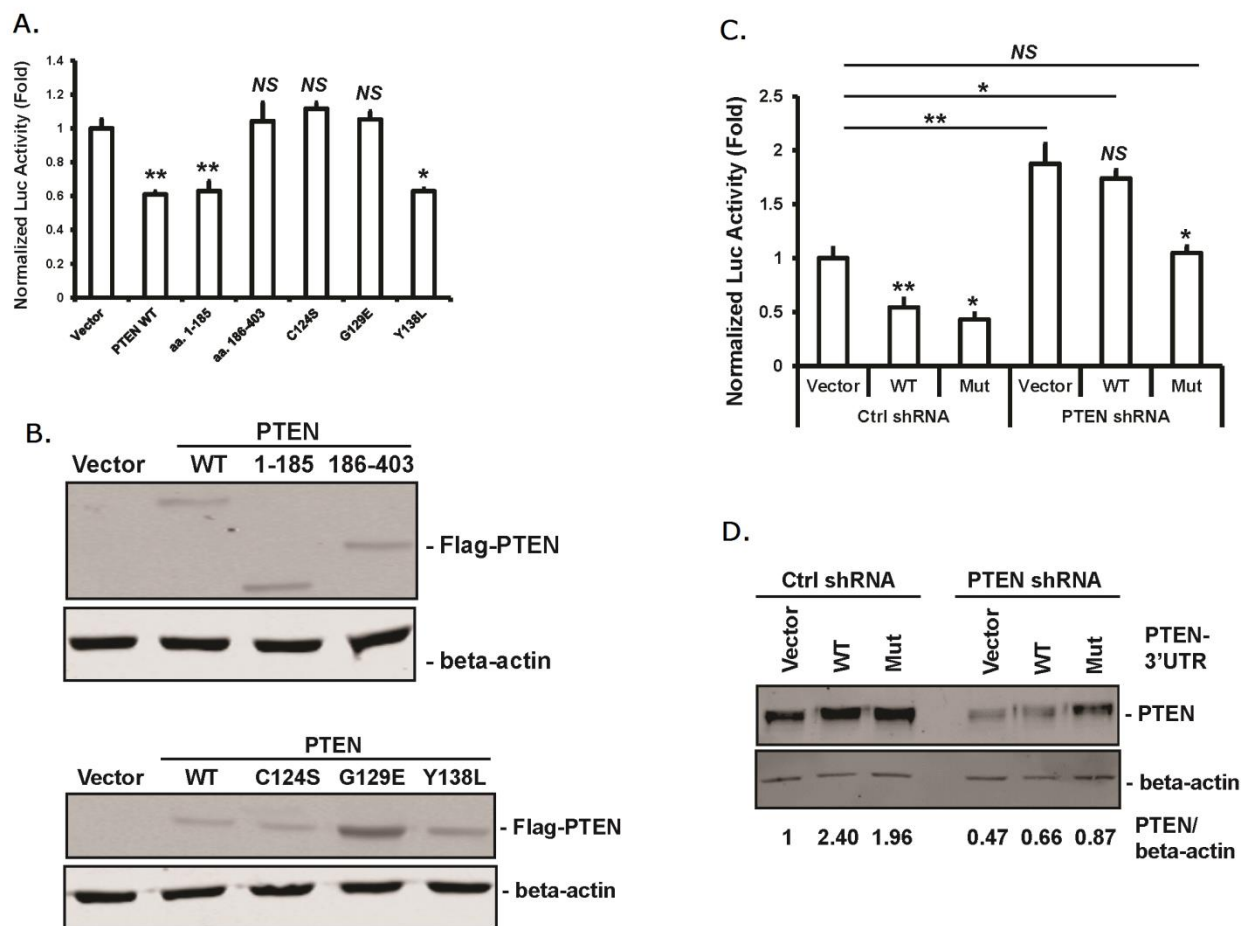 A.
Normalized Luc Activity (Fold)
1.4
1.2
1
0.8
0.6
0.4
0.2
0
** ** NS NS NS *
Vector PTEN WT aa. 1-185 aa. 186-403 C124S G129E Y138L
B.
PTEN
Vector WT 1-185 186-403
- Flag-PTEN
- beta-actin
PTEN
Vector WT C124S G129E Y138L
- Flag-PTEN
- beta-actin
C.
Normalized Luc Activity (Fold)
2.5
2
1.5
1
0.5
0
NS
*
**
** * NS *
Vector WT Mut Vector WT Mut
Ctrl shRNA PTEN shRNA
D.
Ctrl shRNA PTEN shRNA
Vector WT Mut Vector WT Mut
PTEN-
3'UTR
- PTEN
- beta-actin
1 2.40 1.96 0.47 0.66 0.87
PTEN/
beta-actin